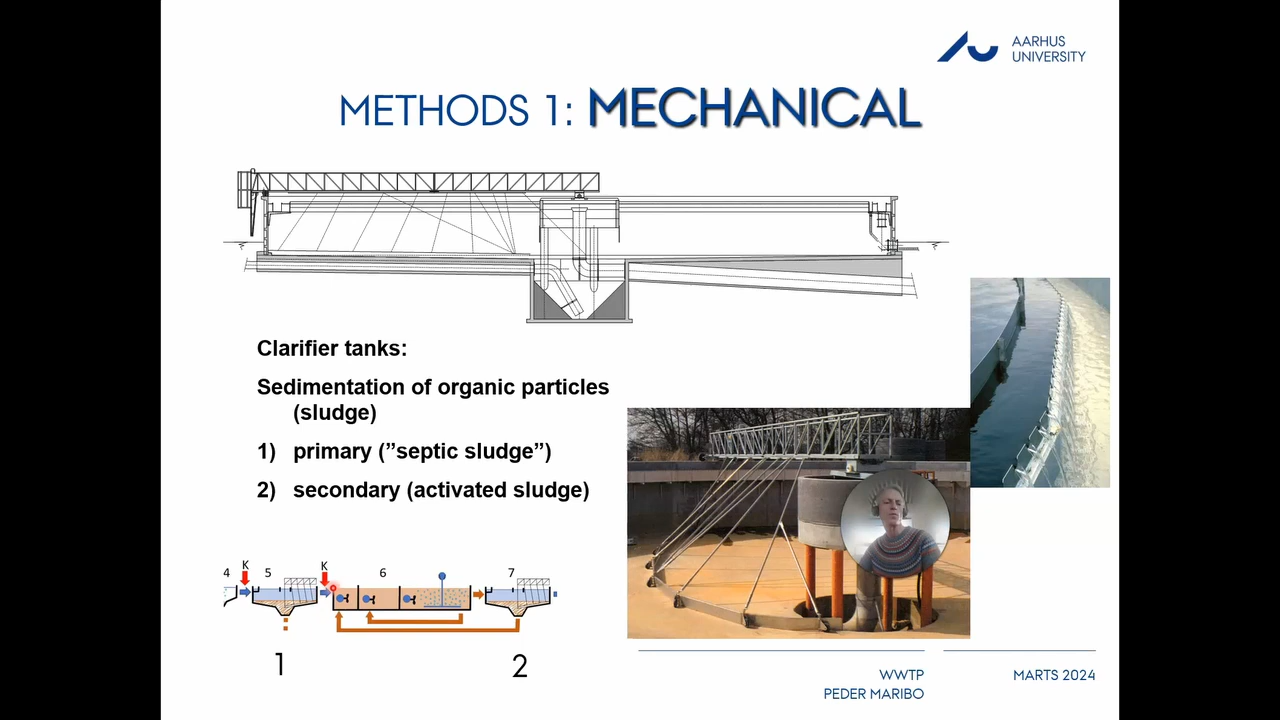 AARHUS
UNIVERSITY
METHODS 1: MECHANICAL
Clarifier tanks:
Sedimentation of organic particles
(sludge)
1) primary (”septic sludge”)
2) secondary (activated sludge)
4 K 5 K 6 7
1 2
WWTP
PEDER MARIBO
MARTS 2024